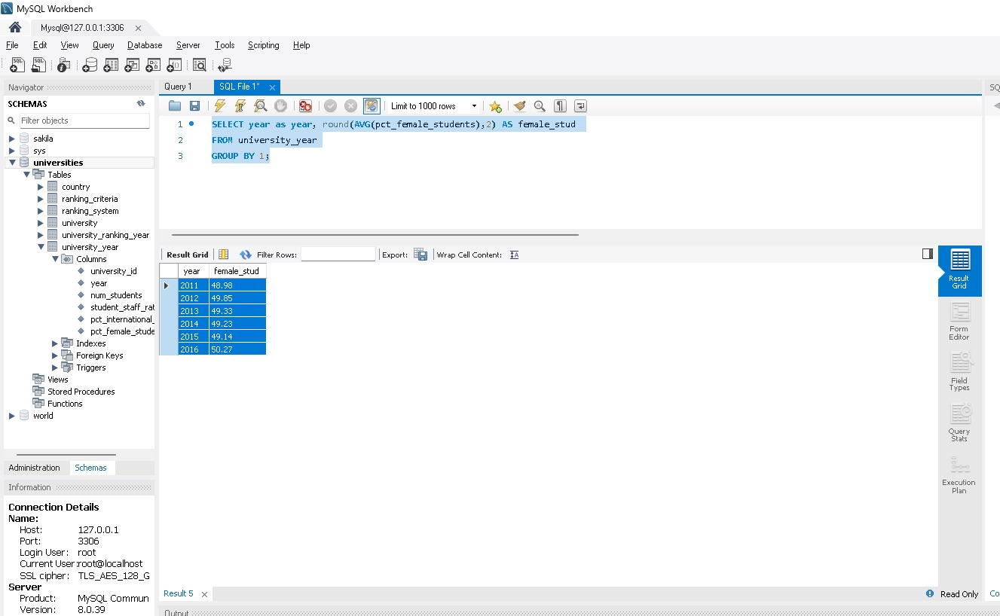 MySQL Workbench
Mysql@127.0.0.1:3306
File Edit View Query Database Server Tools Scripting Help
Navigator
SCHEMAS
Filter objects
sakila
sys
universities
Tables
country
ranking_criteria
ranking_system
university
university_ranking_year
university_year
Columns
university_id
year
num_students
student_staff_rat
pct_international_
pct_female_stude
Indexes
Foreign Keys
Triggers
Views
Stored Procedures
Functions
world
Administration Schemas
Information
Connection Details
Name:
Host: 127.0.0.1
Port: 3306
Login User: root
Current User: root@localhost
SSL cipher: TLS_AES_128_G
Server
Product: MySQL Commun
Version: 8.0.39
Query 1 SQL File 1*
SQ
Limit to 1000 rows
1 SELECT year as year, round(AVG(pct_female_students),2) AS female_stud
2 FROM university_year
3 GROUP BY 1;
Result Grid Filter Rows: Export: Wrap Cell Content:
year female_stud
2011 48.98
2012 49.85
2013 49.33
2014 49.23
2015 49.14
2016 50.27
Result
Grid
Form
Editor
Field
Types
Query
Stats
Execution
Plan
Result 5
Read Only
Co
Output